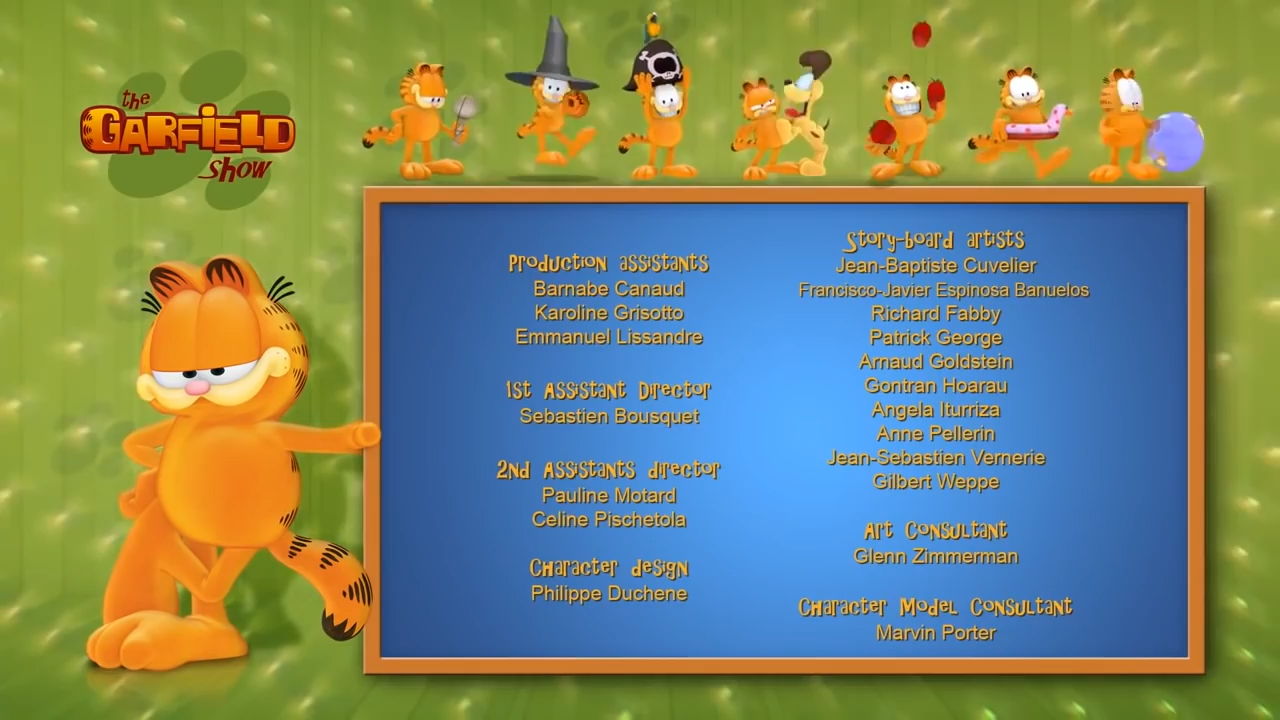 the
GARFIELD
show
Production assistants
Barnabe Canaud
Karoline Grisotto
Emmanuel Lissandre
1st Assistant Director
Sebastien Bousquet
2nd Assistants director
Pauline Motard
Celine Pischetola
Character design
Philippe Duchene
Story-board artists
Jean-Baptiste Cuvelier
Francisco-Javier Espinosa Banuelos
Richard Fabby
Patrick George
Arnaud Goldstein
Gontran Hoarau
Angela Iturriza
Anne Pellerin
Jean-Sebastien Vernerie
Gilbert Weppe
Art Consultant
Glenn Zimmerman
Character Model Consultant
Marvin Porter